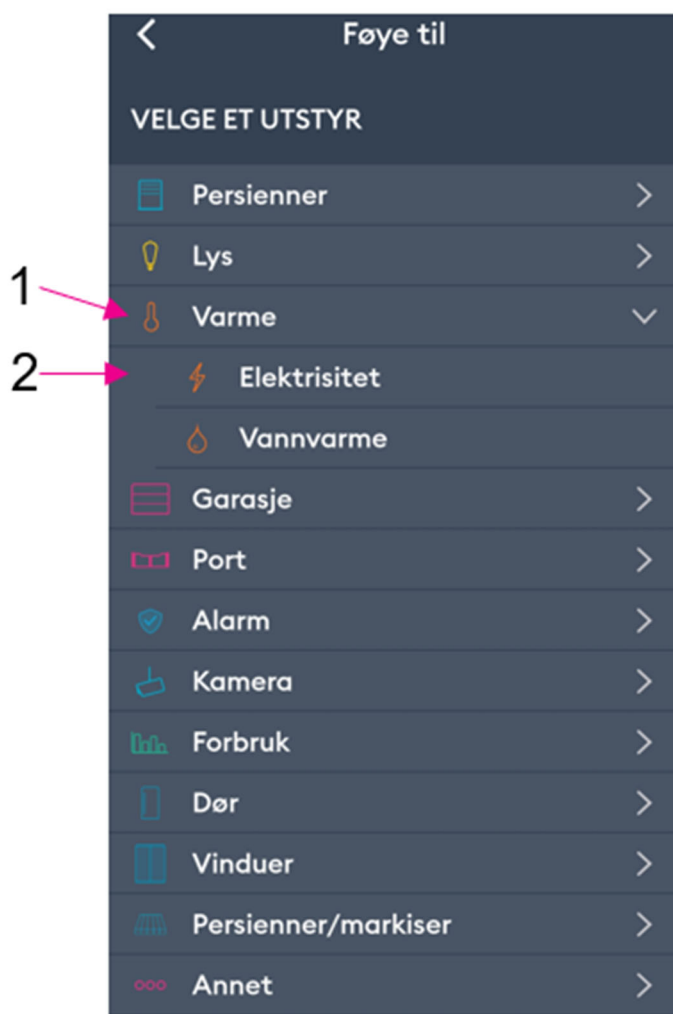 Føye til
VELGE ET UTSTYR
Persienner
Lys
1
Varme
2
Elektrisitet
Vannvarme
Garasje
Port
Alarm
Kamera
Forbruk
Dør
Vinduer
Persienner/markiser
Annet